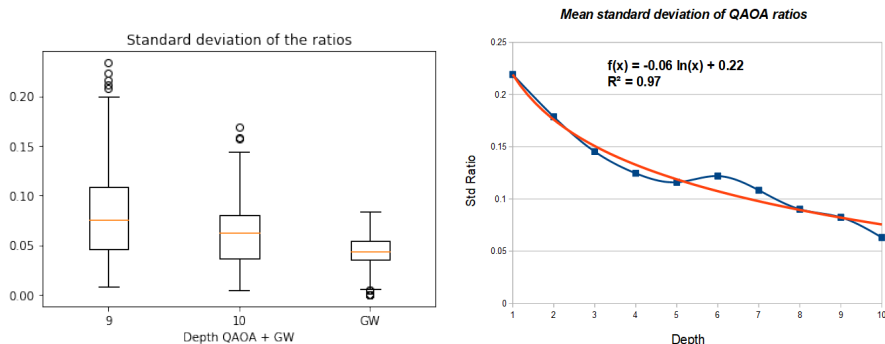 Standard deviation of the ratios
0.20
0.15
0.10
0.05
0.00
9 10 GW
Depth QAOA + GW
Mean standard deviation of QAOA ratios
f(x) = -0.06 ln(x) + 0.22
R² = 0.97
0.25
0.2
0.15
0.1
0.05
0
Std Ratio
1 2 3 4 5 6 7 8 9 10
Depth